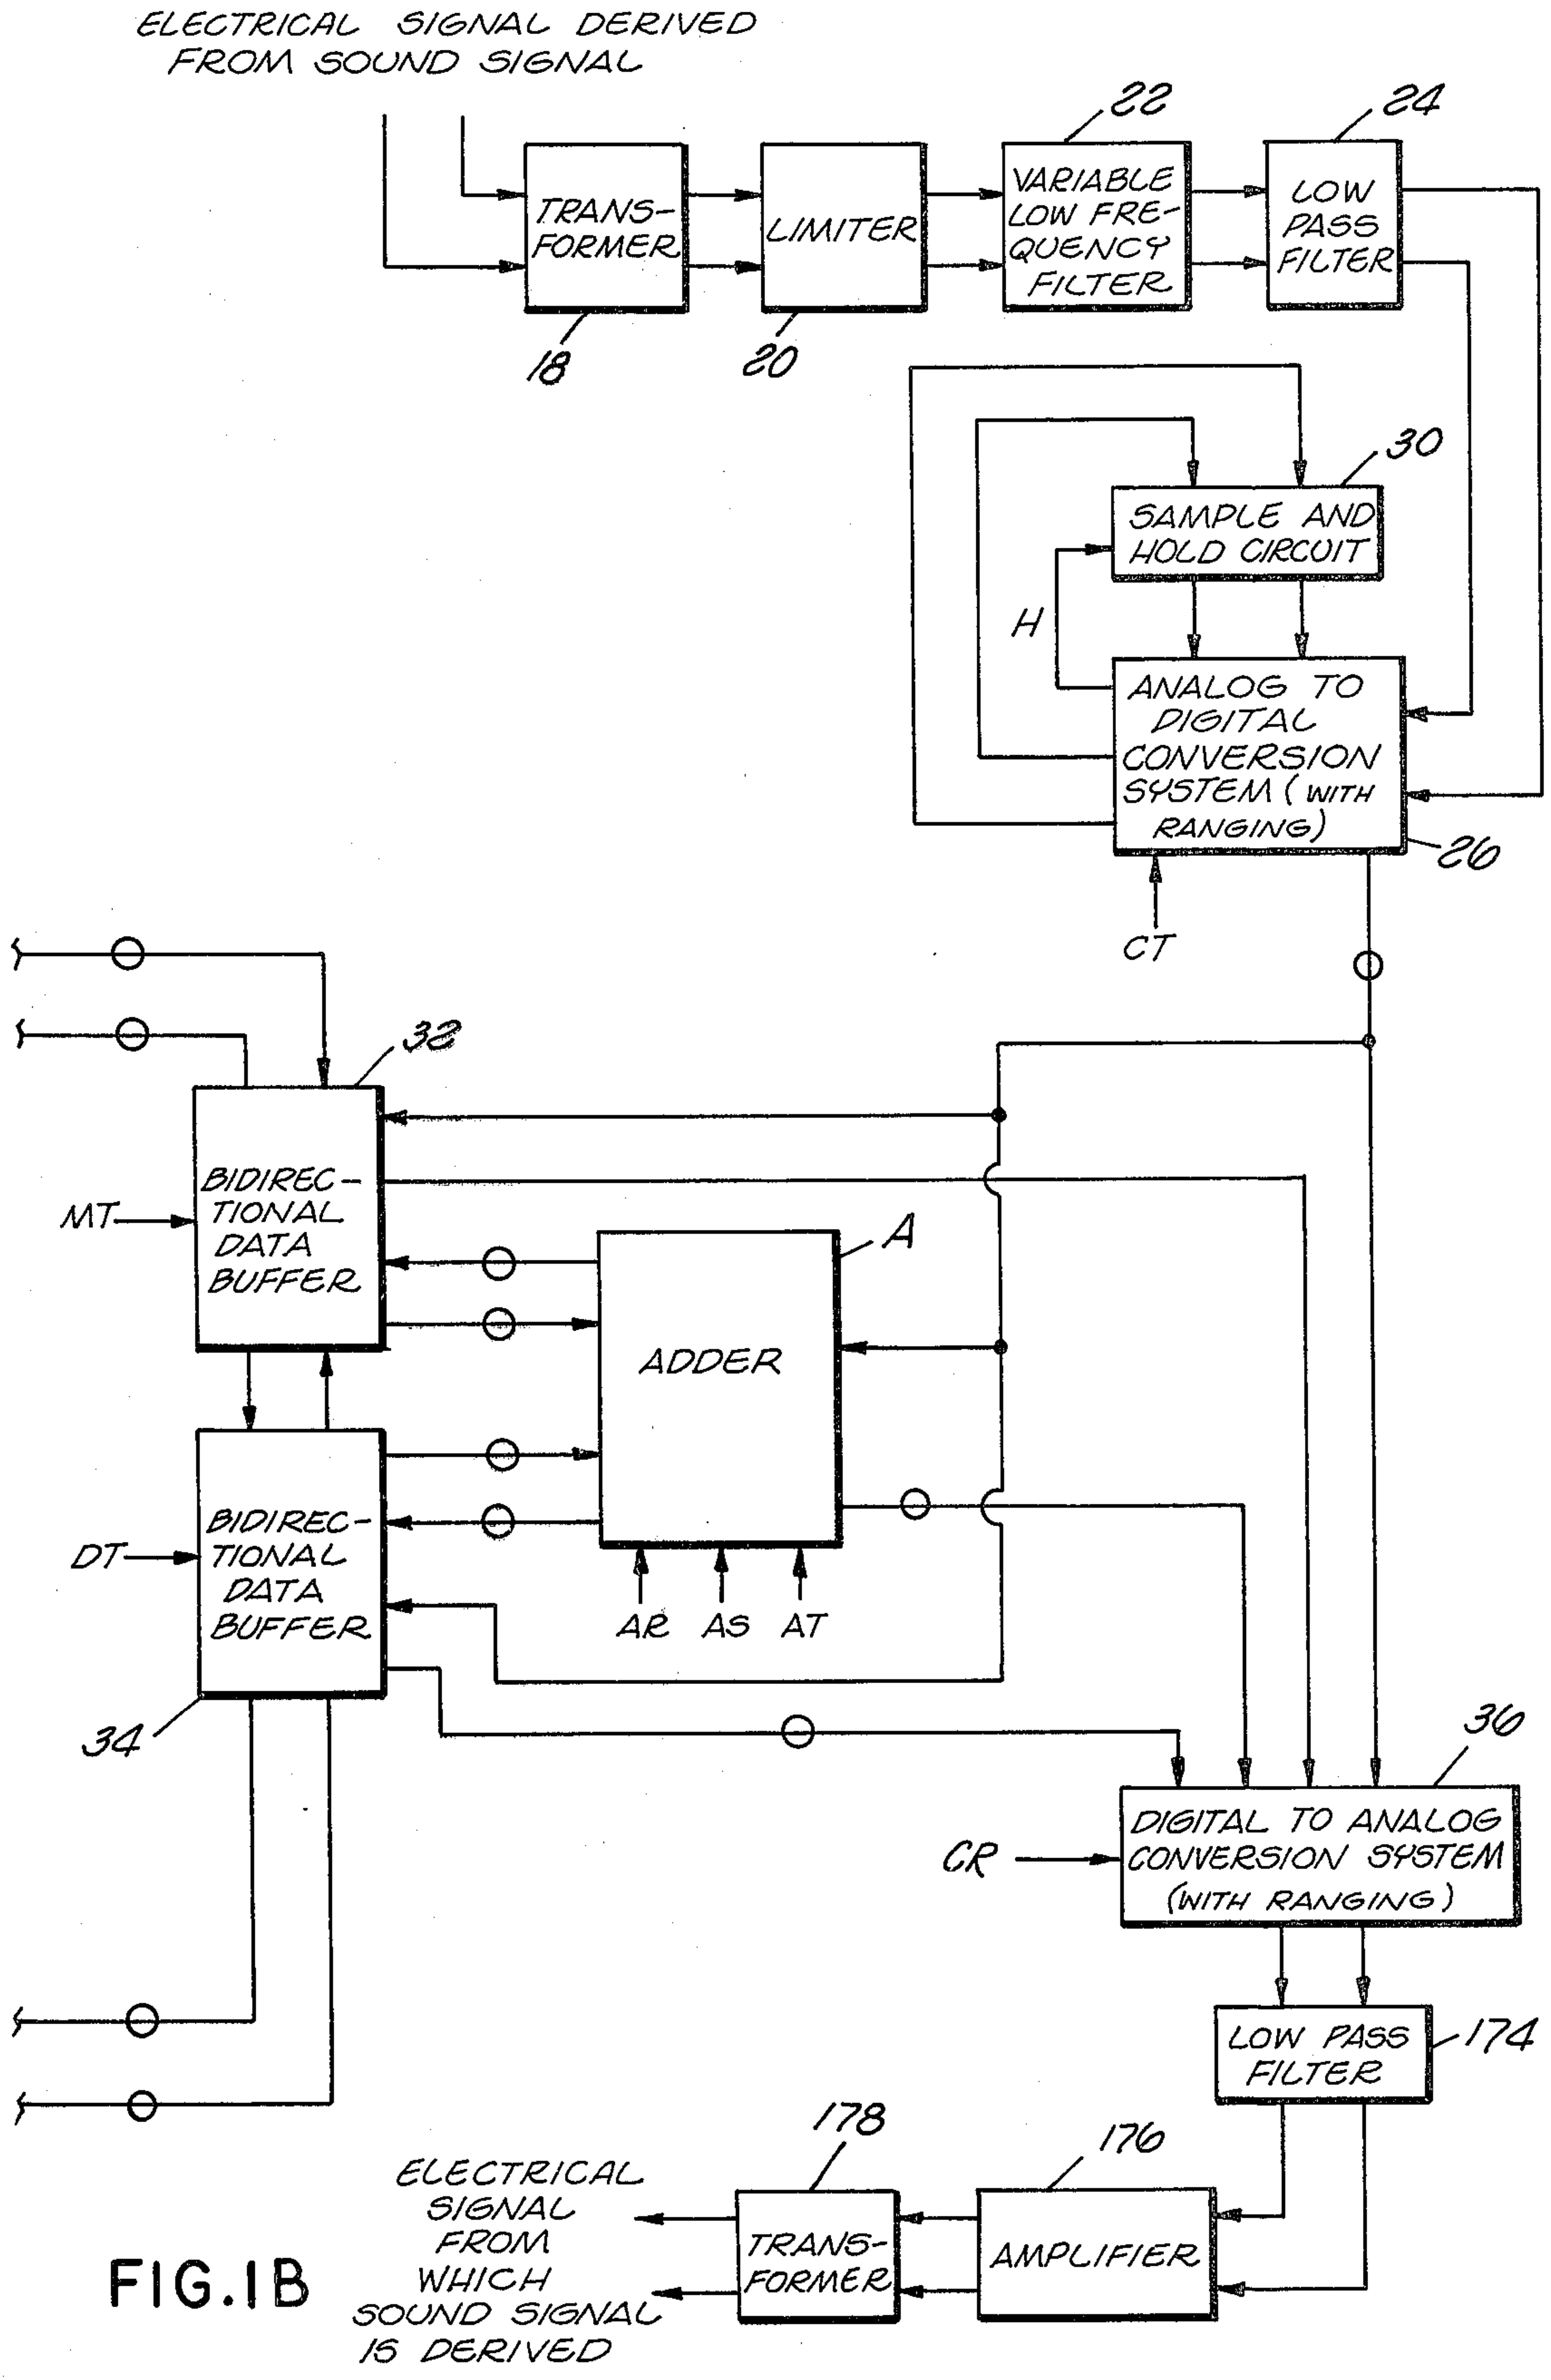 ELECTRICAL SIGNAL DERIVED
FROM SOUND SIGNAL
22
24
TRANS-
FORMER
LIMITER
VARIABLE
LOW FRE-
QUENCY
FILTER
LOW
PASS
FILTER
18
20
30
SAMPLE AND
HOLD CIRCUIT
H
ANALOG TO
DIGITAL
CONVERSION
SYSTEM (WITH
RANGING)
26
CT
32
BIDIREC-
TIONAL
DATA
BUFFER
MT
A
ADDER
BIDIREC-
TIONAL
DATA
BUFFER
DT
AR AS AT
34
36
DIGITAL TO ANALOG
CONVERSION SYSTEM
(WITH RANGING)
CR
LOW PASS
FILTER
174
178
176
TRANS-
FORMER
AMPLIFIER
ELECTRICAL
SIGNAL
FROM
WHICH
SOUND SIGNAL
IS DERIVED
FIG.1B